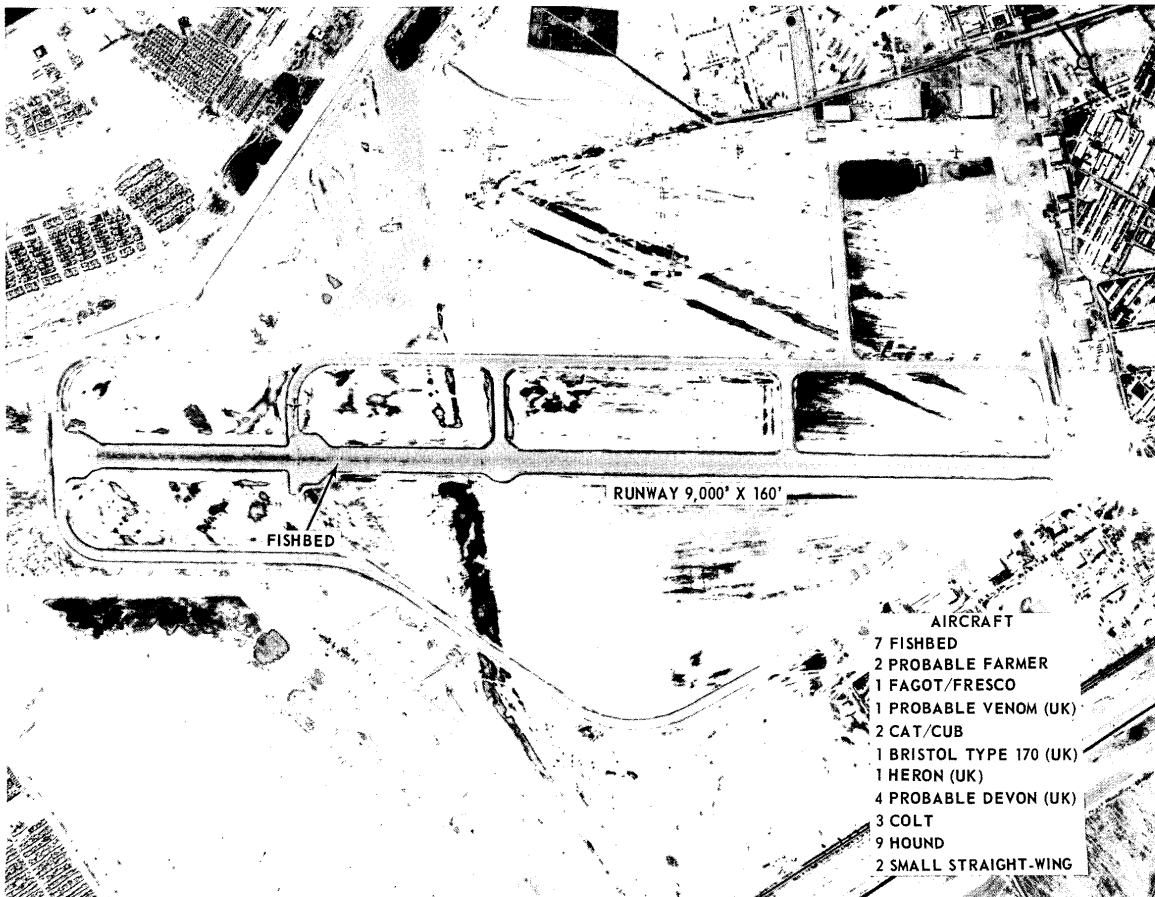 RUNWAY 9,000' X 160'
FISHBED
AIRCRAFT
7 FISHBED
2 PROBABLE FARMER
1 FAGOT/FRESCO
1 PROBABLE VENOM (UK)
2 CAT/CUB
1 BRISTOL TYPE 170 (UK)
1 HERON (UK)
4 PROBABLE DEVON (UK)
3 COLT
9 HOUND
2 SMALL STRAIGHT-WING